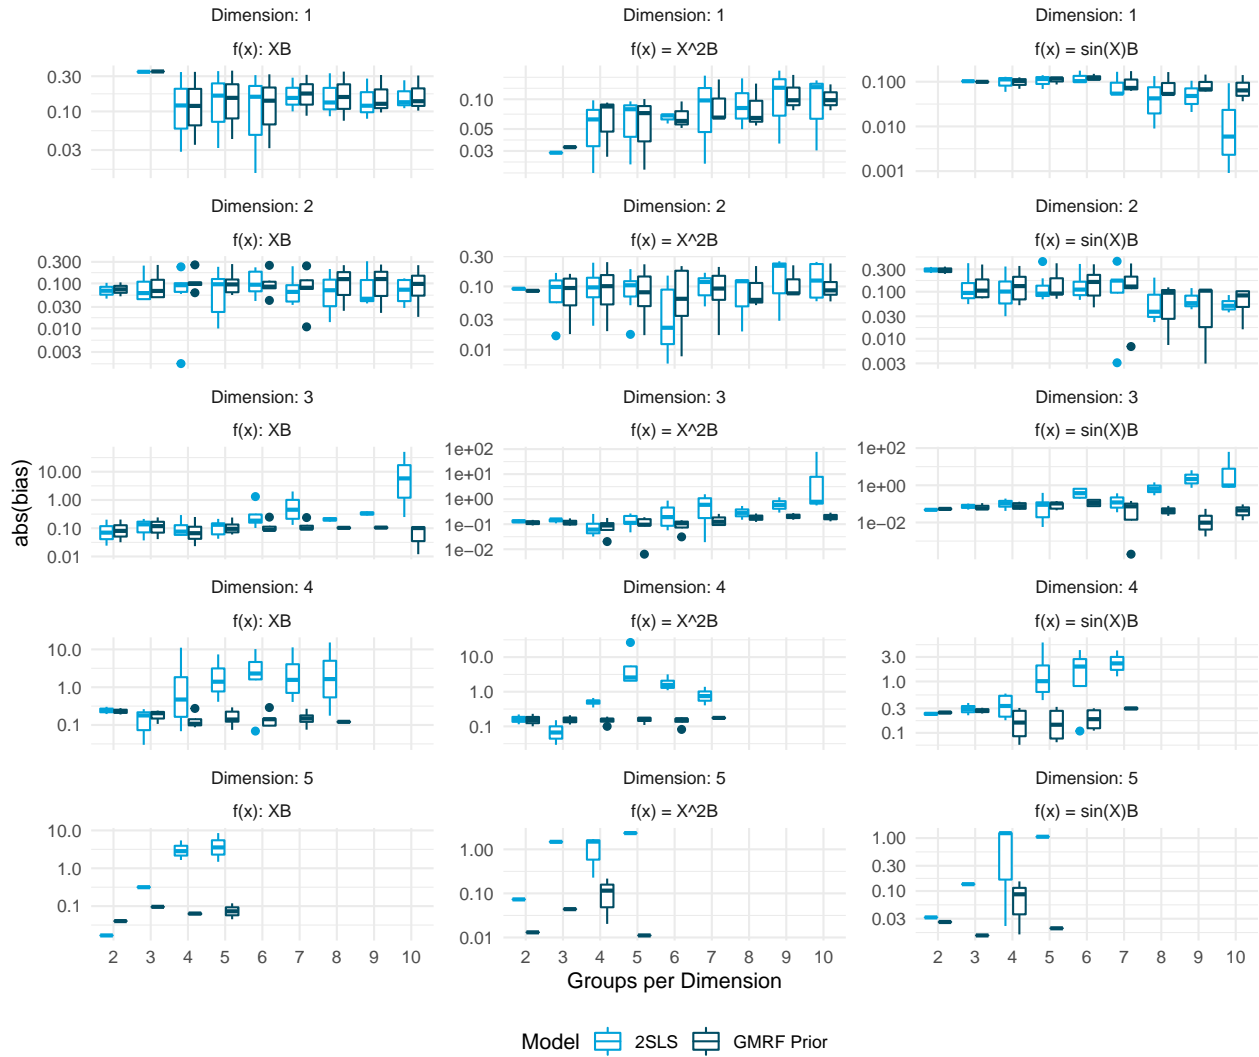 Dimension: 1 Dimension: 1 Dimension: 1
f(x): XB f(x) = X^2B f(x) = sin(X)B
0.30
0.10
0.03
0.10
0.05
0.03
0.100
0.010
0.001
Dimension: 2 Dimension: 2 Dimension: 2
f(x): XB f(x) = X^2B f(x) = sin(X)B
0.300
0.100
0.030
0.010
0.003
0.30
0.10
0.03
0.01
0.300
0.100
0.030
0.010
0.003
Dimension: 3 Dimension: 3 Dimension: 3
f(x): XB f(x) = X^2B f(x) = sin(X)B
abs(bias)
10.00
1.00
0.10
0.01
1e+02
1e+01
1e+00
1e-01
1e-02
1e+02
1e+00
1e-02
Dimension: 4 Dimension: 4 Dimension: 4
f(x): XB f(x) = X^2B f(x) = sin(X)B
10.0
1.0
0.1
10.0
1.0
0.1
3.0
1.0
0.3
0.1
Dimension: 5 Dimension: 5 Dimension: 5
f(x): XB f(x) = X^2B f(x) = sin(X)B
10.0
1.0
0.1
1.00
0.10
0.01
1.00
0.30
0.10
0.03
2 3 4 5 6 7 8 9 10 2 3 4 5 6 7 8 9 10 2 3 4 5 6 7 8 9 10
Groups per Dimension
Model 2SLS GMRF Prior